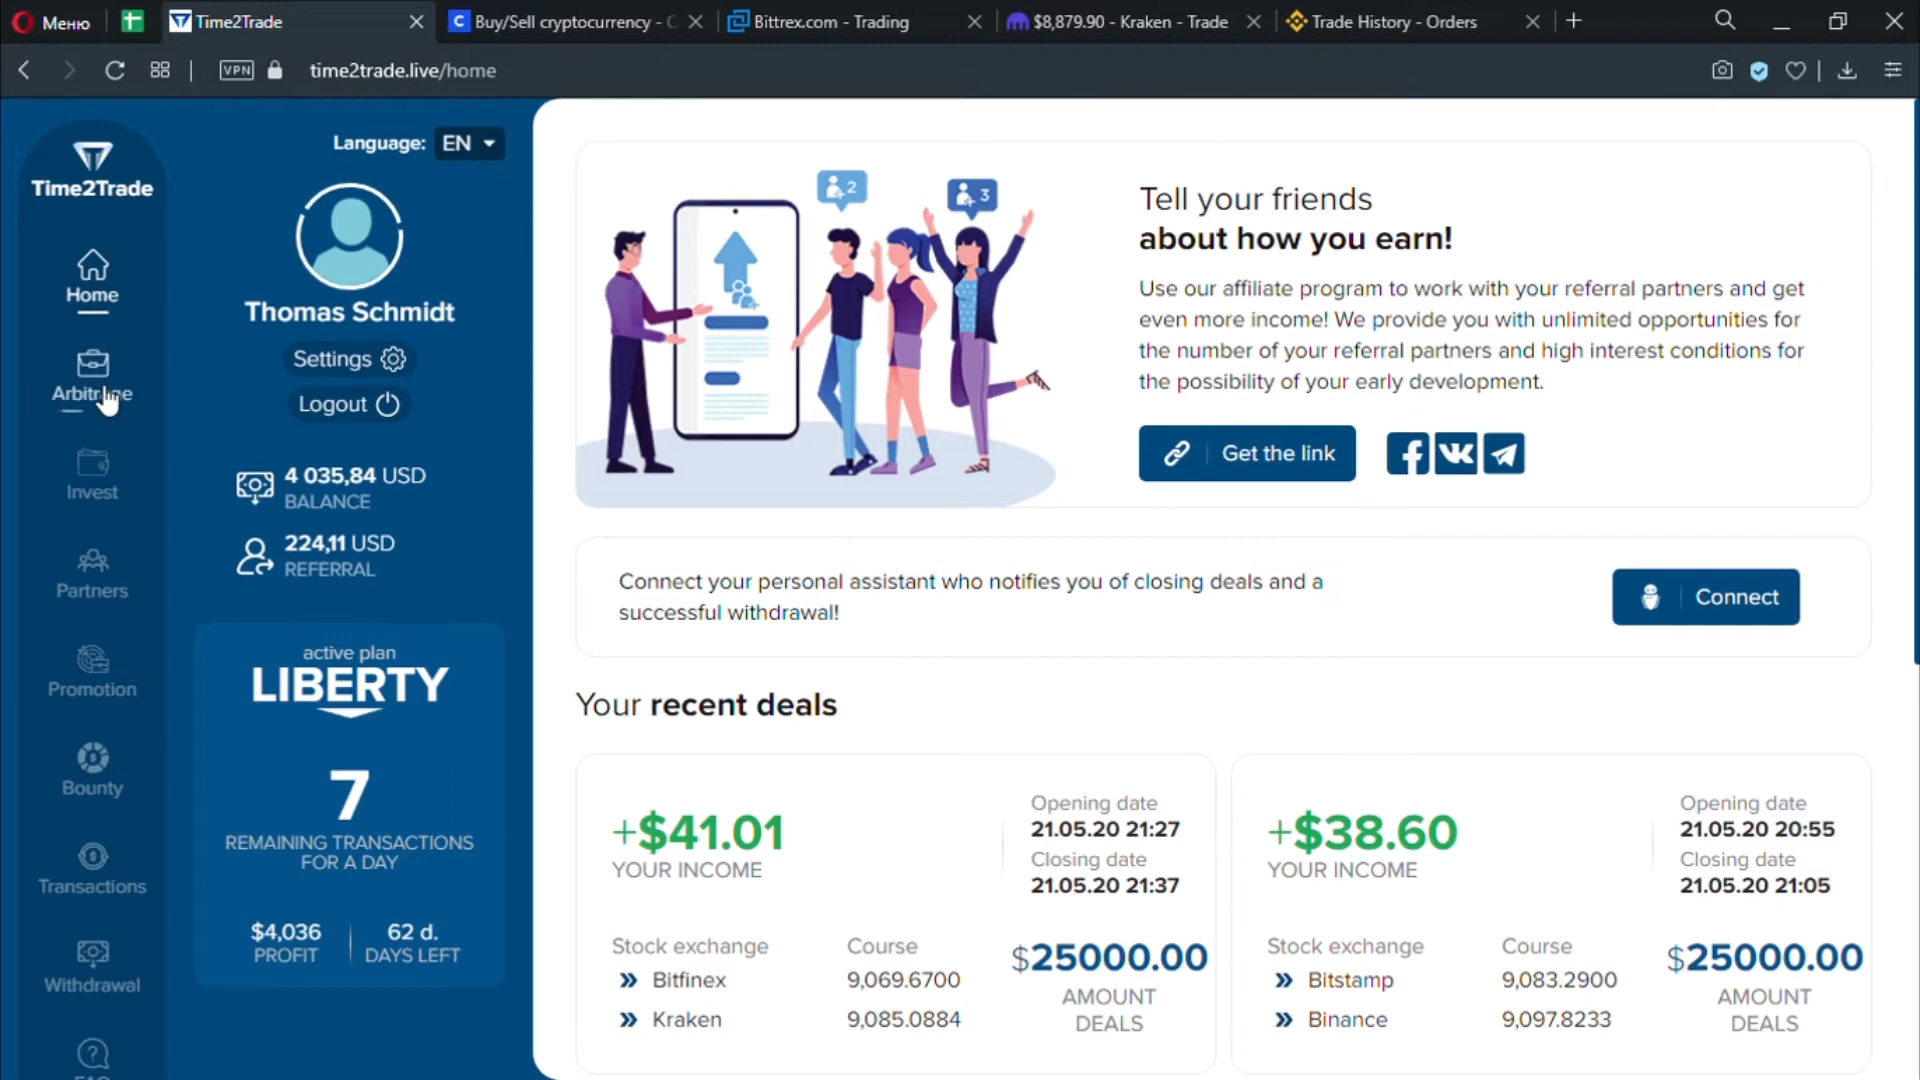 Меню
Time2Trade
Buy/Sell cryptocurrency - C
Bittrex.com - Trading
$8,879.90 - Kraken - Trade
Trade History - Orders
VPN
time2trade.live/home
Time2Trade
Home
Invest
Partners
Promotion
Bounty
Transactions
Withdrawal
Language: EN
Thomas Schmidt
Settings
Logout
4 035,84 USD
BALANCE
224,11 USD
REFERRAL
active plan
LIBERTY
7
REMAINING TRANSACTIONS
FOR A DAY
$4,036
PROFIT
62 d.
DAYS LEFT
2
3
Tell your friends
about how you earn!
Use our affiliate program to work with your referral partners and get
even more income! We provide you with unlimited opportunities for
the number of your referral partners and high interest conditions for
the possibility of your early development.
Get the link
Connect your personal assistant who notifies you of closing deals and a
successful withdrawal!
Connect
Your recent deals
+$41.01
YOUR INCOME
Opening date
21.05.20 21:27
Closing date
21.05.20 21:37
Stock exchange
Course
Bitfinex
9,069.6700
Kraken
9,085.0884
$25000.00
AMOUNT
DEALS
+$38.60
YOUR INCOME
Opening date
21.05.20 20:55
Closing date
21.05.20 21:05
Stock exchange
Course
Bitstamp
9,083.2900
Binance
9,097.8233
$25000.00
AMOUNT
DEALS